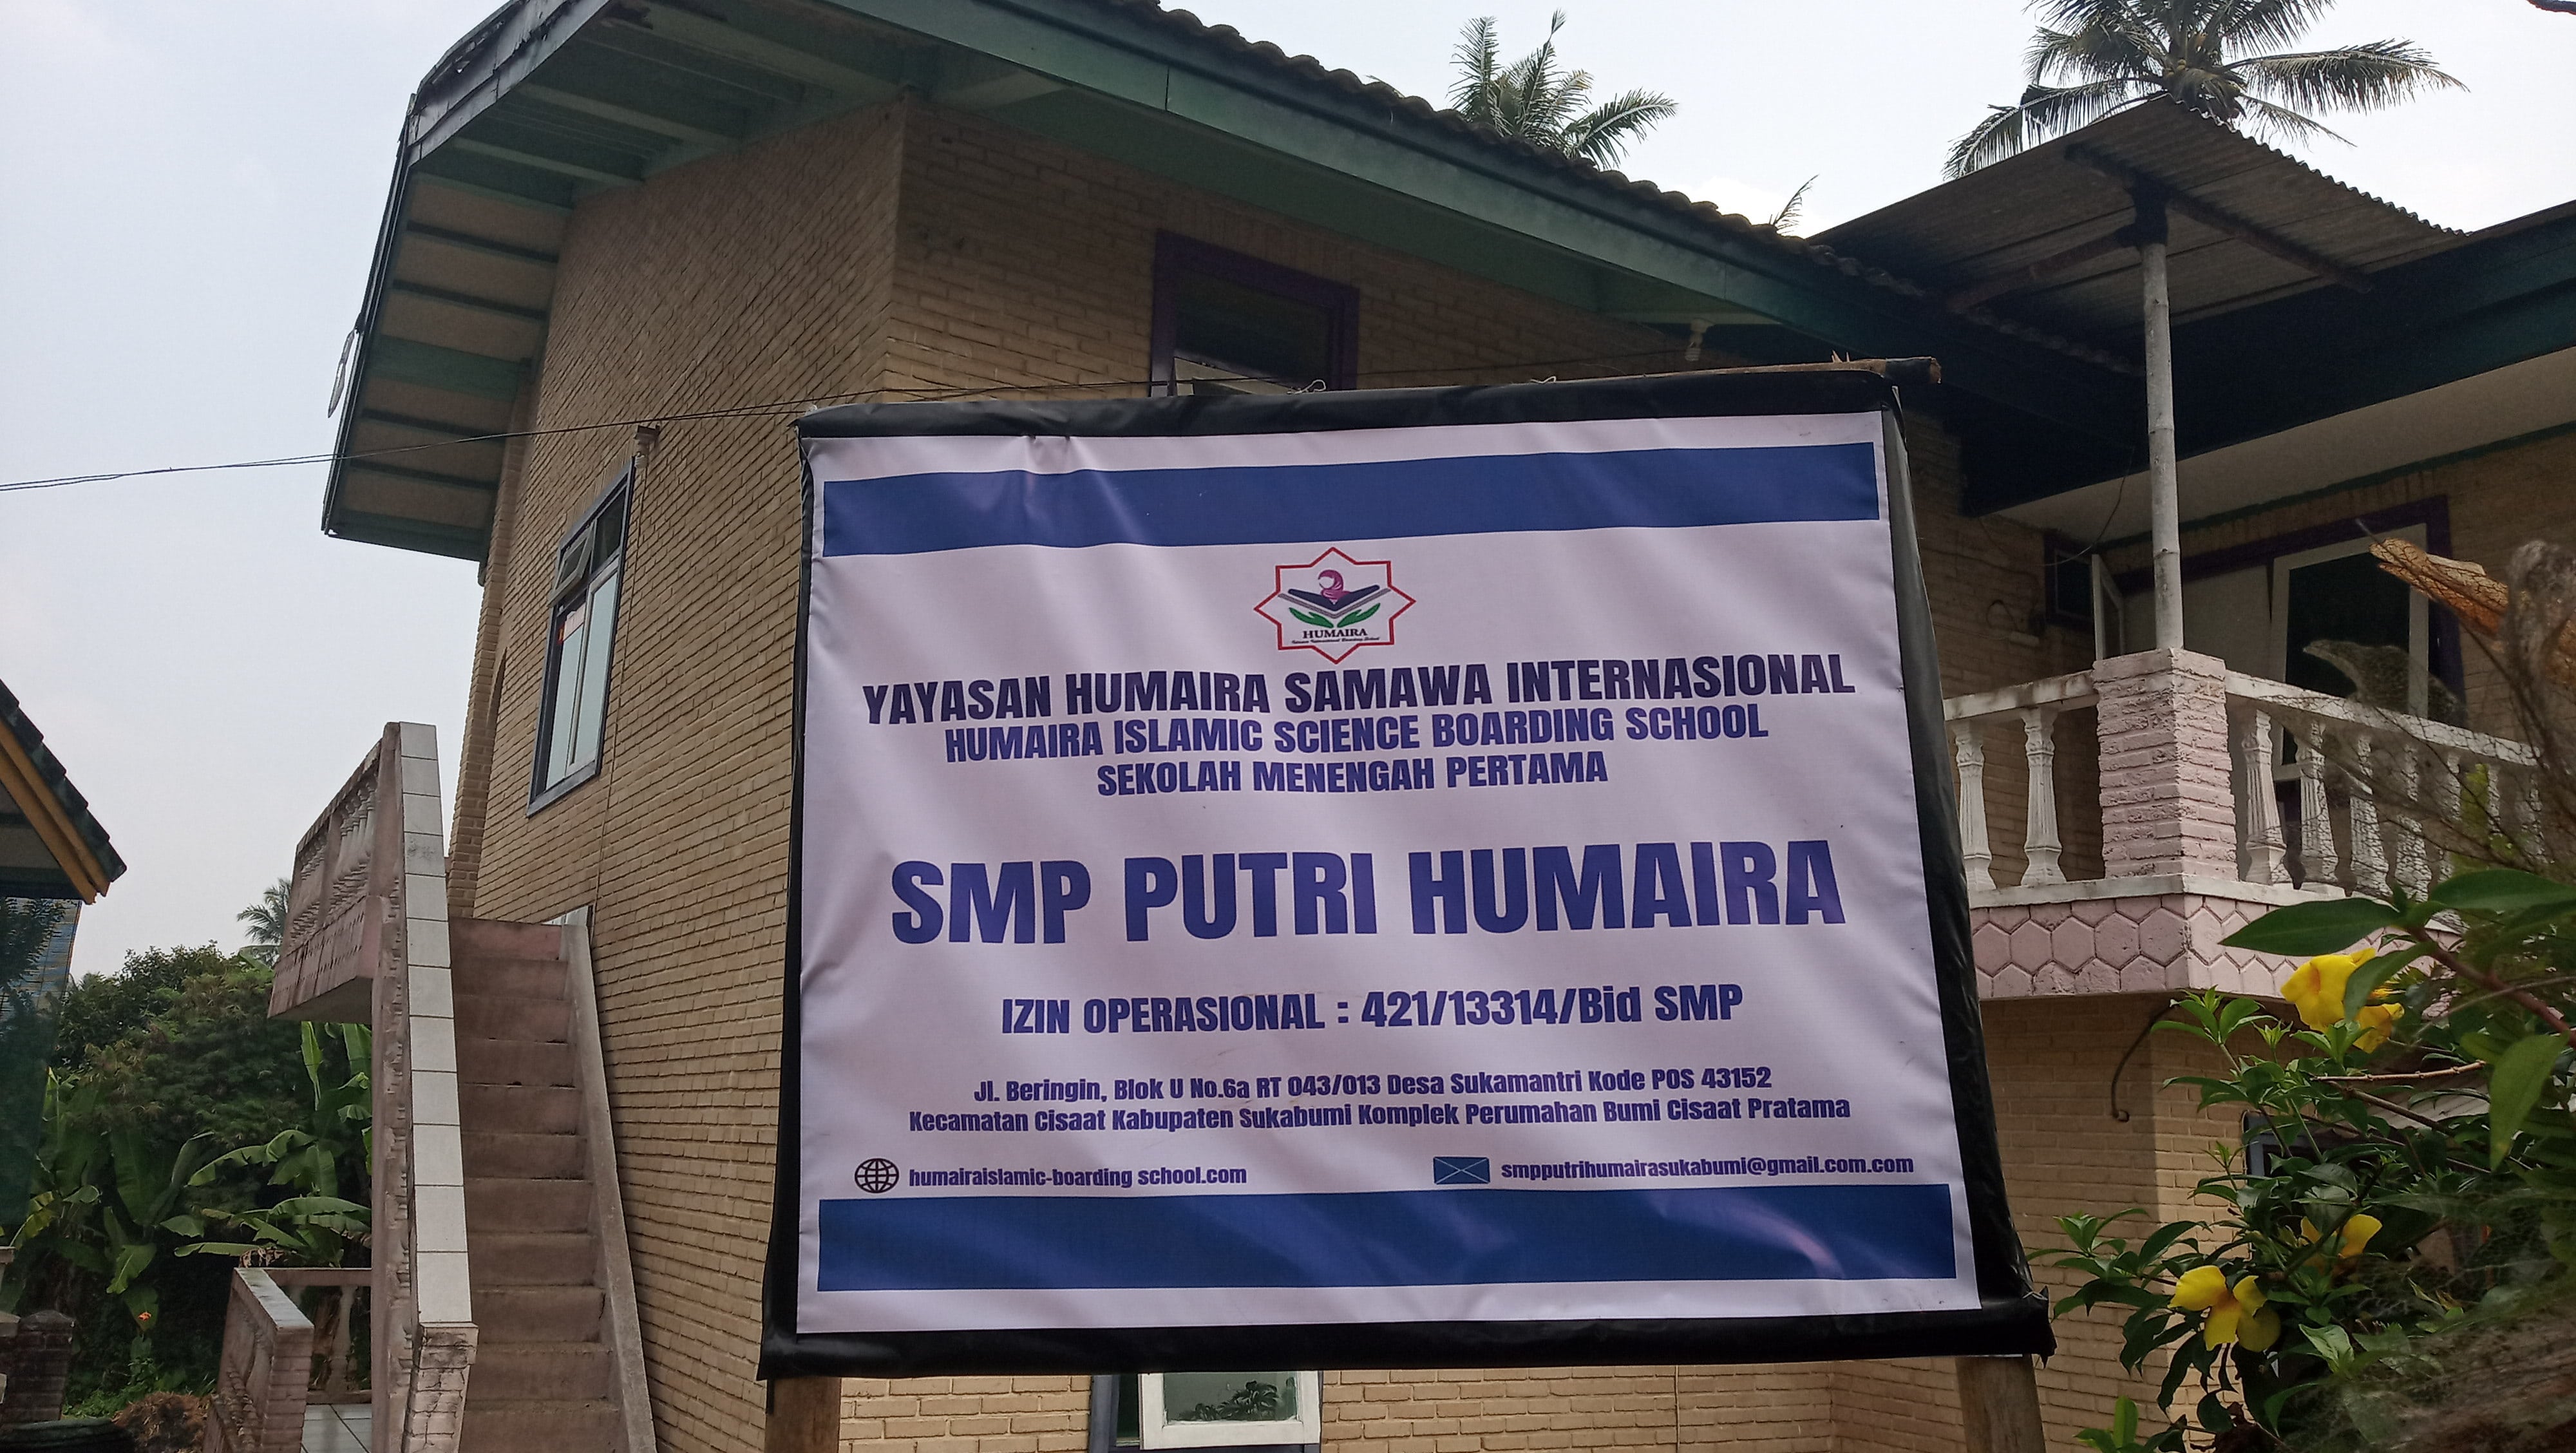 HUMAIRA
YAYASAN HUMAIRA SAMAWA INTERNASIONAL
HUMAIRA ISLAMIC SCIENCE BOARDING SCHOOL
SEKOLAH MENENGAH PERTAMA
SMP PUTRI HUMAIRA
IZIN OPERASIONAL : 421/13314/Bid SMP
Jl. Beringin, Blok U No.6a RT 043/013 Desa Sukamantri Kode POS 43152
Kecamatan Cisaat Kabupaten Sukabumi Komplek Perumahan Bumi Cisaat Pratama
humairaislamic-boarding school.com
smpputrihumairasukabumi@gmail.com.com